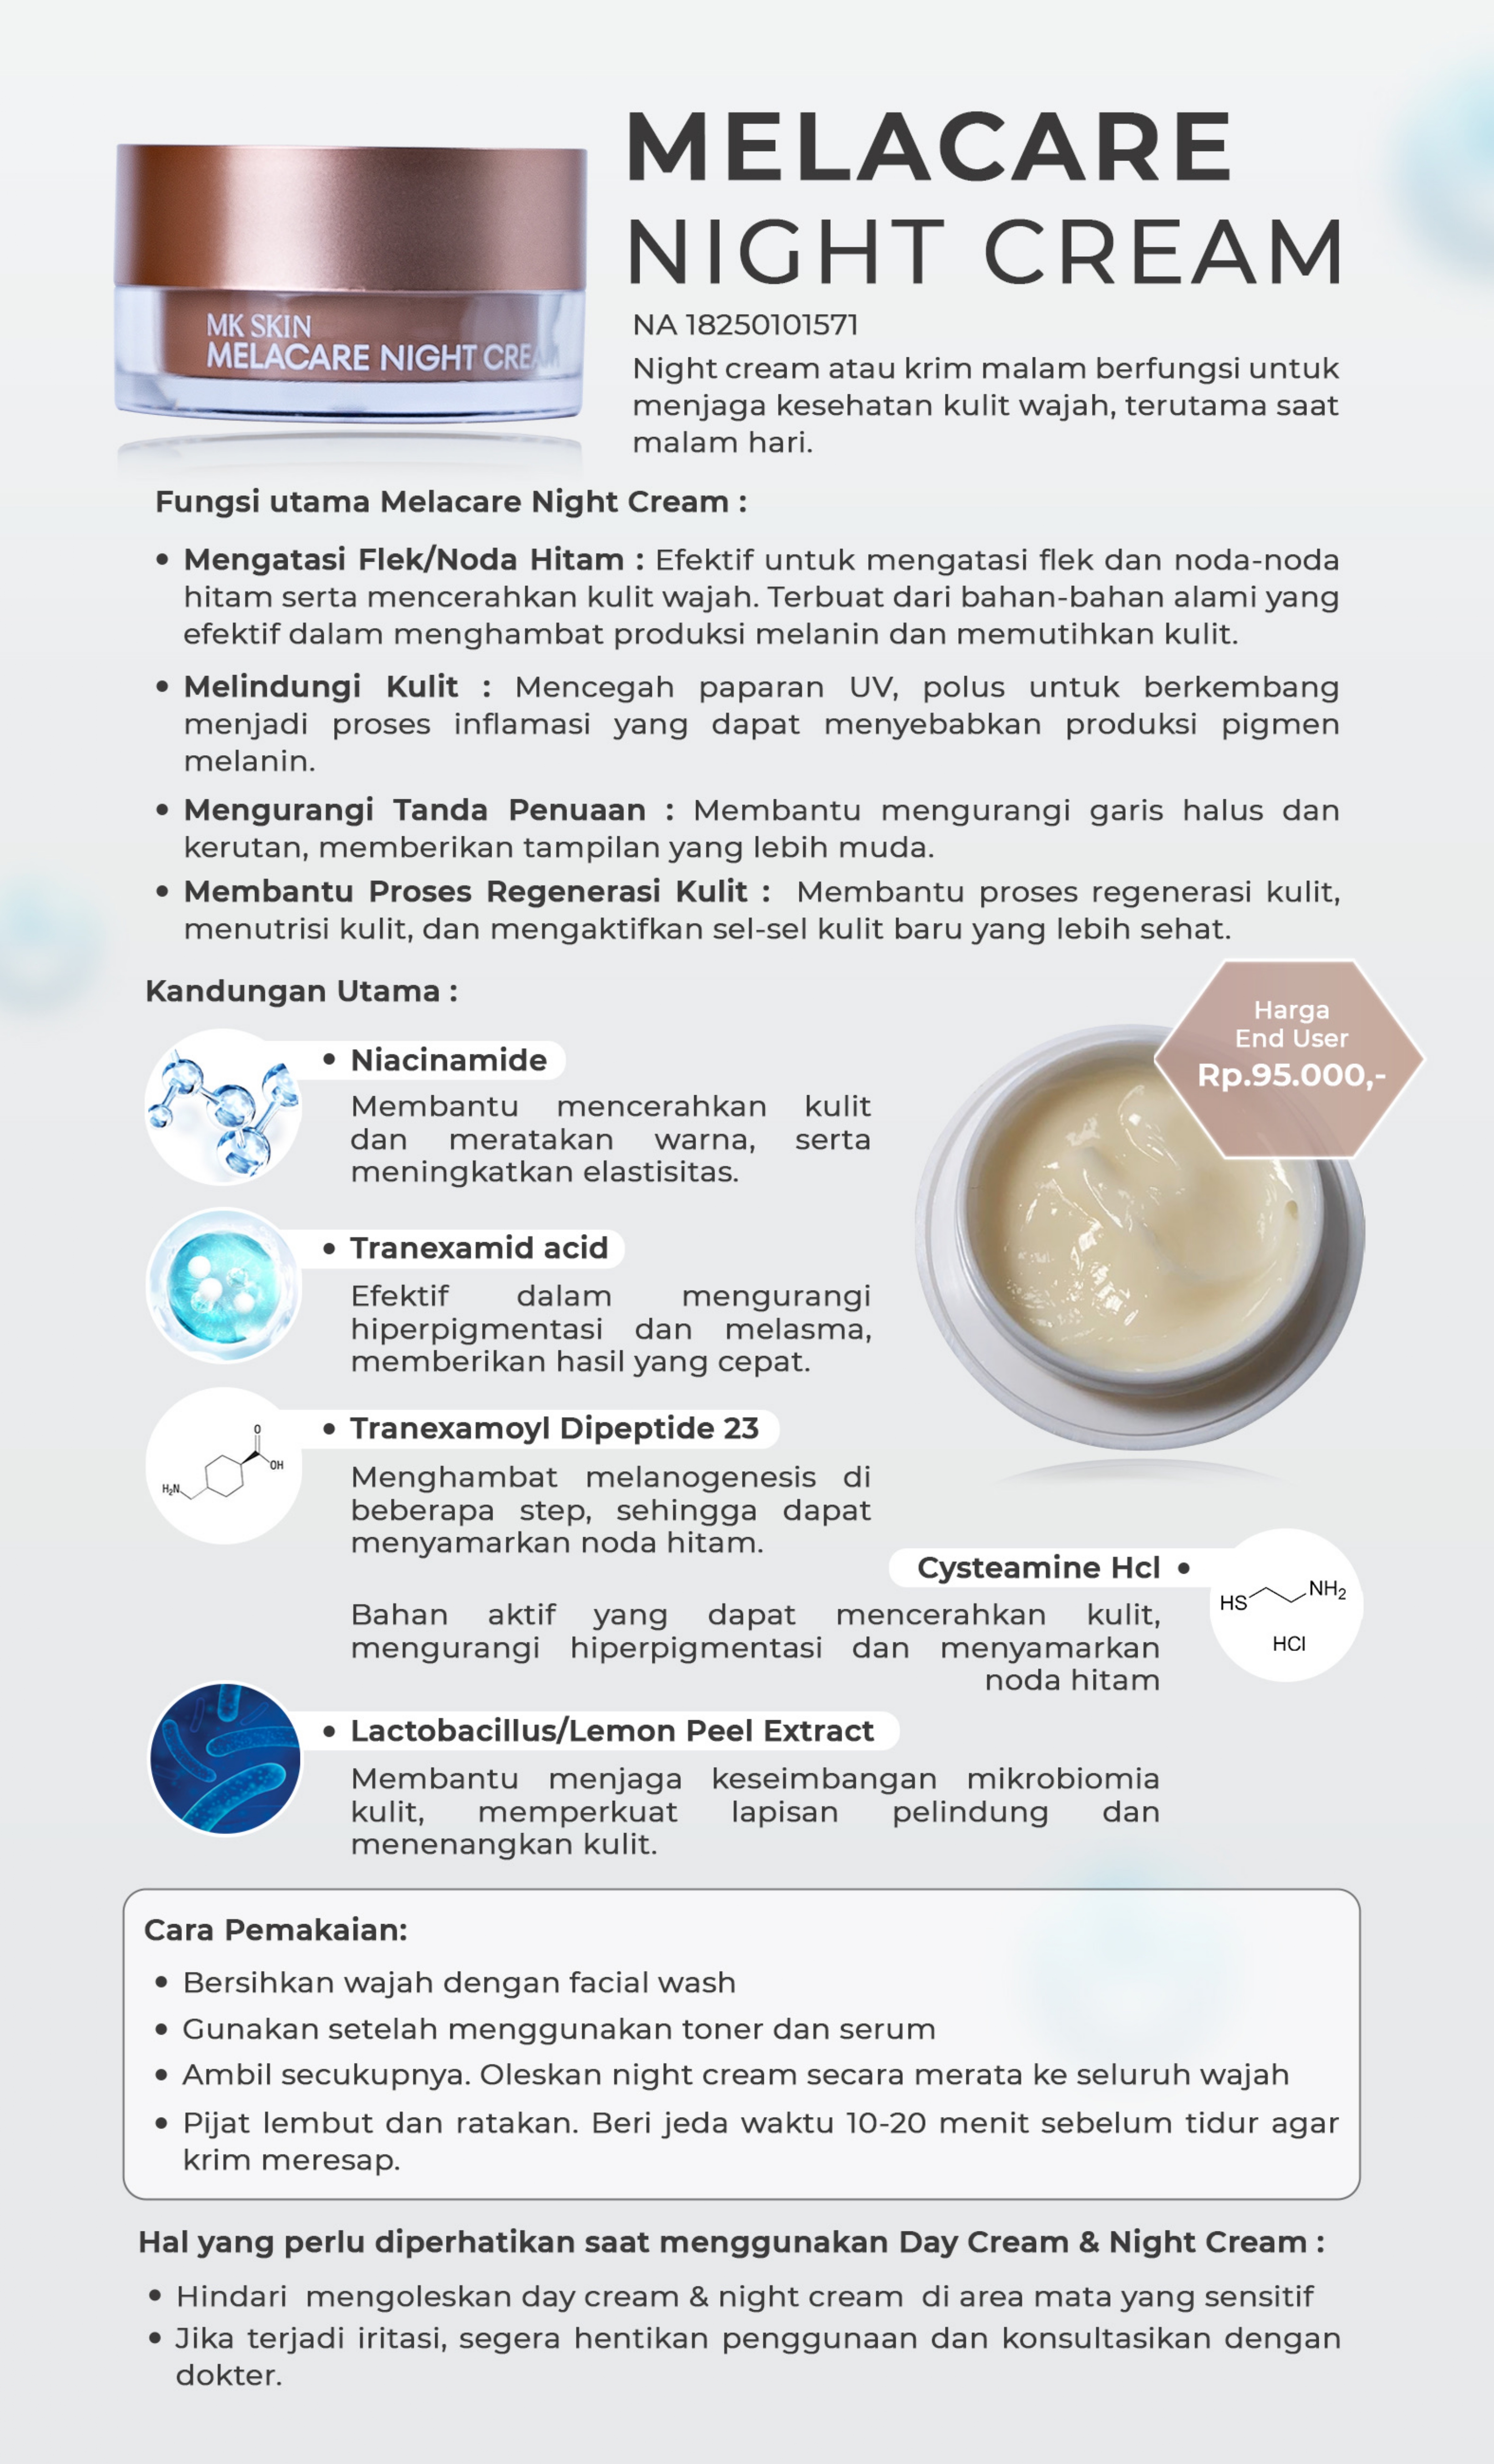 MELACARE
NIGHT CREAM
MK SKIN
MELACARE NIGHT CREAM
NA 18250101571
Night cream atau krim malam berfungsi untuk
menjaga kesehatan kulit wajah, terutama saat
malam hari.
Fungsi utama Melacare Night Cream :
• Mengatasi Flek/Noda Hitam : Efektif untuk mengatasi flek dan noda-noda
hitam serta mencerahkan kulit wajah. Terbuat dari bahan-bahan alami yang
efektif dalam menghambat produksi melanin dan memutihkan kulit.
• Melindungi Kulit : Mencegah paparan UV, polus untuk berkembang
menjadi proses inflamasi yang dapat menyebabkan produksi pigmen
melanin.
• Mengurangi Tanda Penuaan : Membantu mengurangi garis halus dan
kerutan, memberikan tampilan yang lebih muda.
• Membantu Proses Regenerasi Kulit : Membantu proses regenerasi kulit,
menutrisi kulit, dan mengaktifkan sel-sel kulit baru yang lebih sehat.
Kandungan Utama :
Harga
End User
Rp.95.000,-
• Niacinamide
Membantu mencerahkan kulit
dan meratakan warna, serta
meningkatkan elastisitas.
• Tranexamid acid
Efektif dalam mengurangi
hiperpigmentasi dan melasma,
memberikan hasil yang cepat.
• Tranexamoyl Dipeptide 23
O
OH
H₂N
Menghambat melanogenesis di
beberapa step, sehingga dapat
menyamarkan noda hitam.
Cysteamine Hcl •
HS NH₂
HCl
Bahan aktif yang dapat mencerahkan kulit,
mengurangi hiperpigmentasi dan menyamarkan
noda hitam
• Lactobacillus/Lemon Peel Extract
Membantu menjaga keseimbangan mikrobiomia
kulit, memperkuat lapisan pelindung dan
menenangkan kulit.
Cara Pemakaian:
• Bersihkan wajah dengan facial wash
• Gunakan setelah menggunakan toner dan serum
• Ambil secukupnya. Oleskan night cream secara merata ke seluruh wajah
• Pijat lembut dan ratakan. Beri jeda waktu 10-20 menit sebelum tidur agar
krim meresap.
Hal yang perlu diperhatikan saat menggunakan Day Cream & Night Cream :
• Hindari mengoleskan day cream & night cream di area mata yang sensitif
• Jika terjadi iritasi, segera hentikan penggunaan dan konsultasikan dengan
dokter.